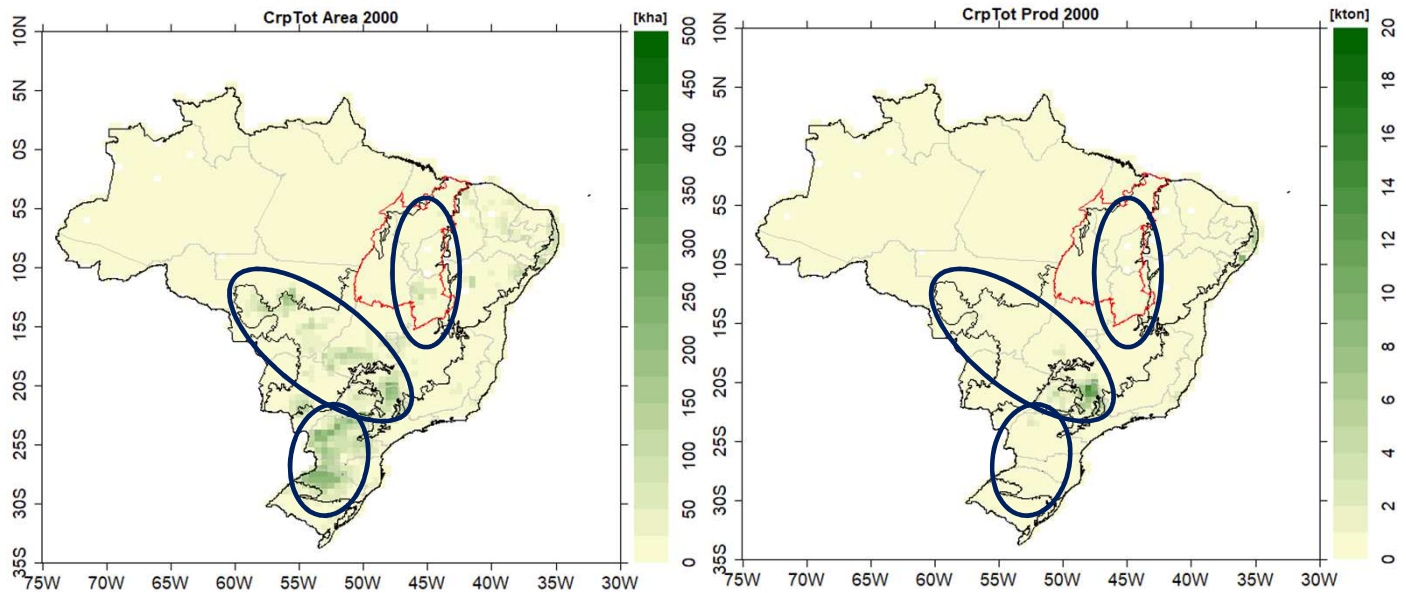 CrpTot Area 2000
[kha]
10N
5N
0S
5S
10S
15S
20S
25S
30S
35S
75W 70W 65W 60W 55W 50W 45W 40W 35W 30W
500
450
400
350
300
250
200
150
100
50
0
CrpTot Prod 2000
[kton]
10N
5N
0S
5S
10S
15S
20S
25S
30S
35S
75W 70W 65W 60W 55W 50W 45W 40W 35W 30W
20
18
16
14
12
10
8
6
4
2
0